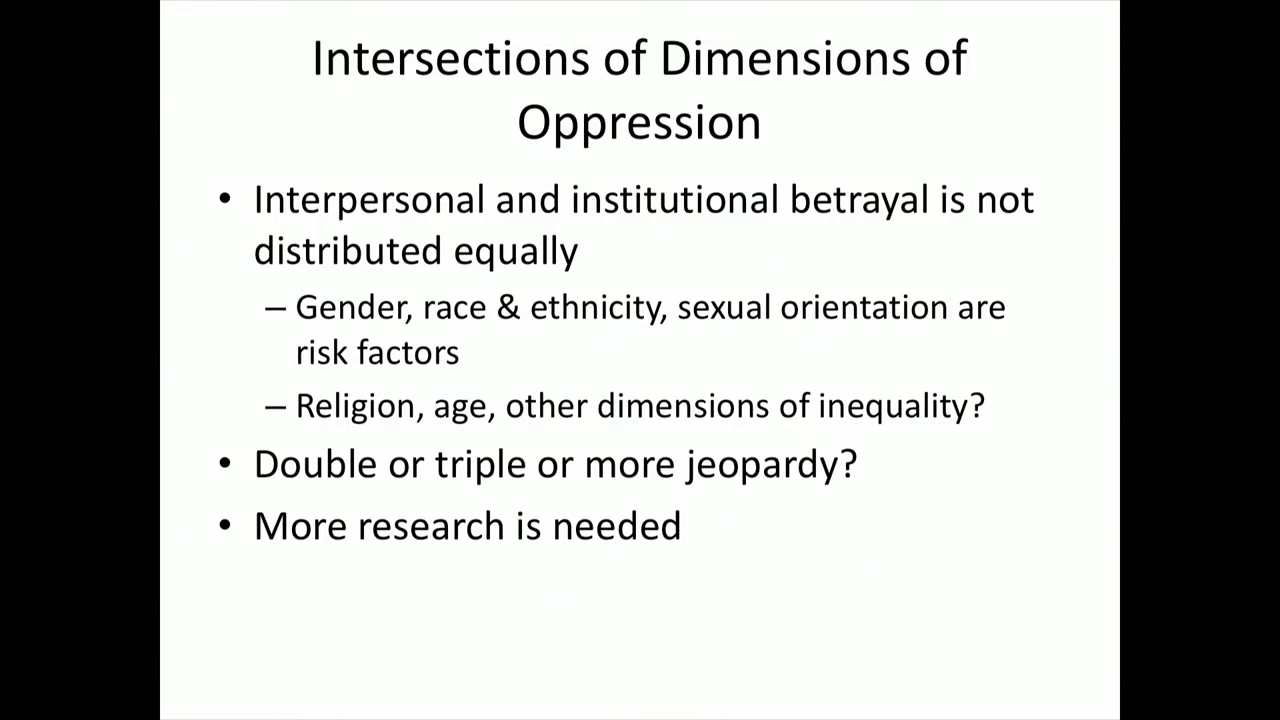 Intersections of Dimensions of
Oppression
• Interpersonal and institutional betrayal is not
distributed equally
– Gender, race & ethnicity, sexual orientation are
risk factors
– Religion, age, other dimensions of inequality?
• Double or triple or more jeopardy?
• More research is needed